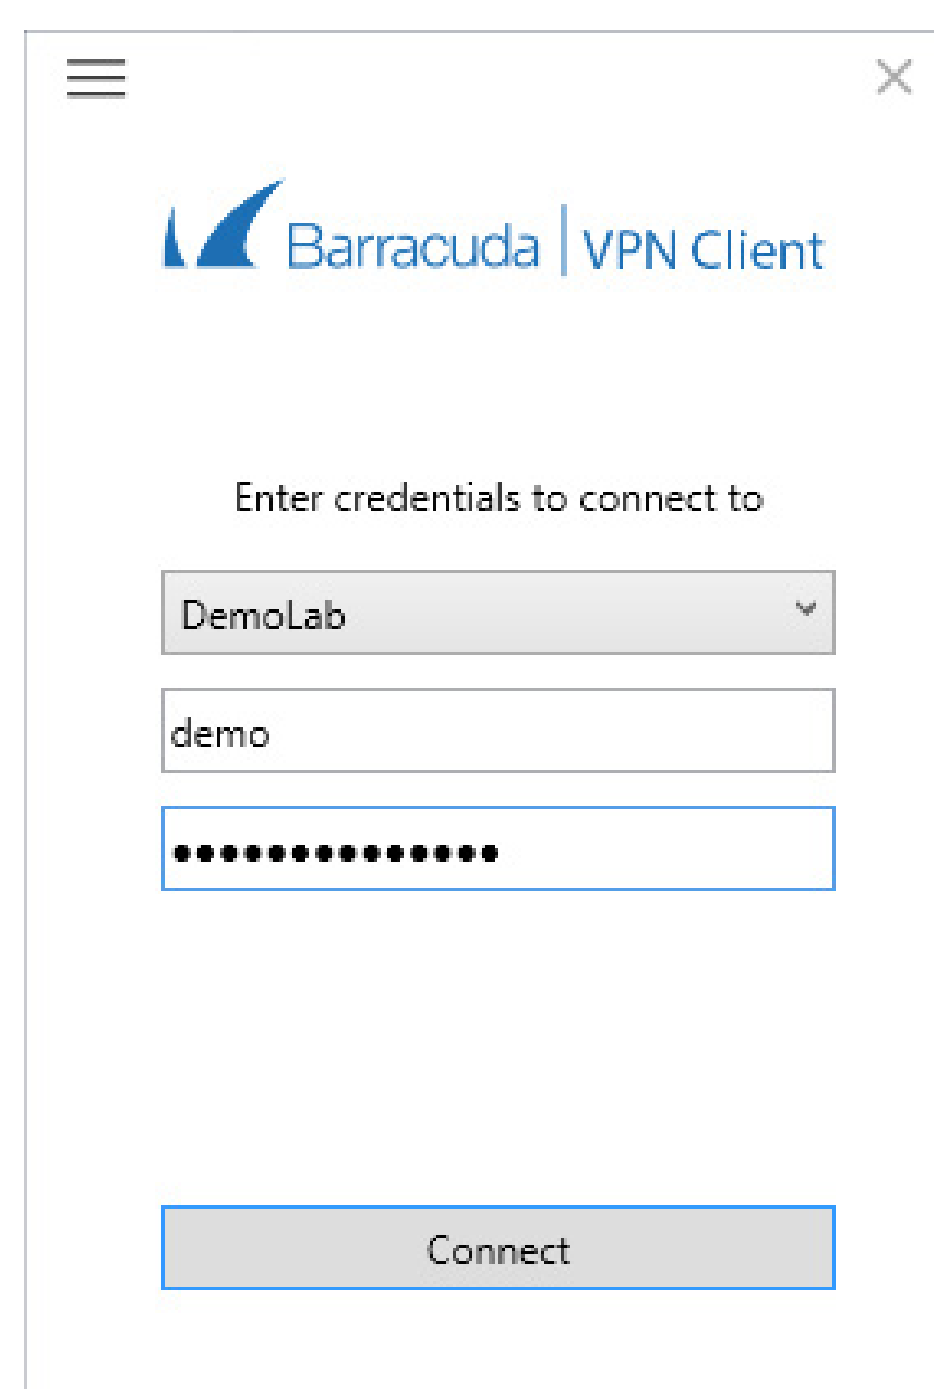 Barracuda | VPN Client
Enter credentials to connect to
DemoLab
demo
●●●●●●●●●●●●●●
Connect